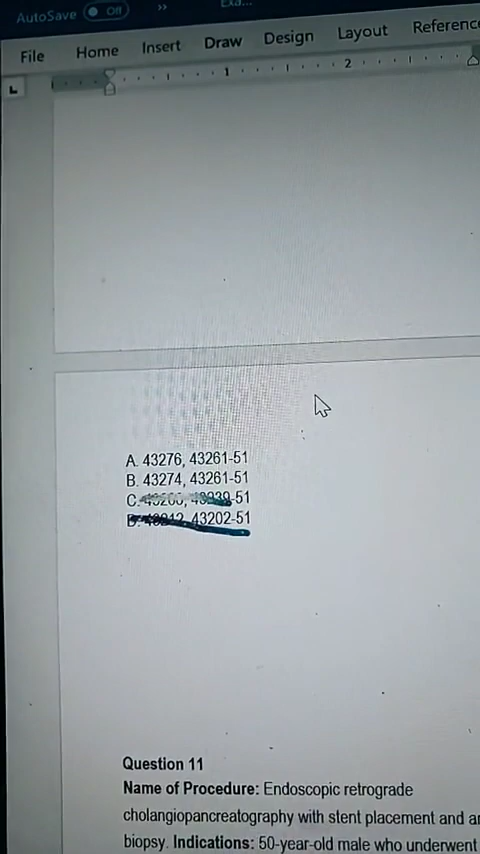 AutoSave Off
File Home Insert Draw Design Layout
1 2
A. 43276, 43261-51
B. 43274, 43261-51
C. -51
43202-51
Question 11
Name of Procedure: Endoscopic retrograde
cholangiopancreatography with stent placement and
biopsy. Indications: 50-year-old male who underwent